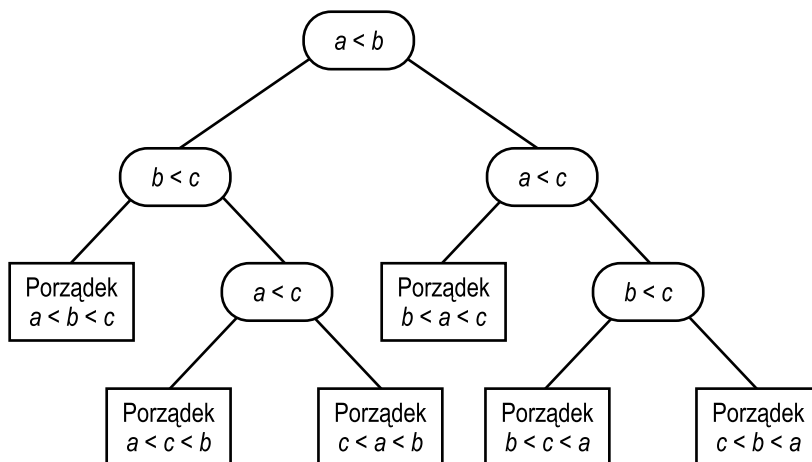 a < b
b < c
a < c
Porządek
a < b < c
a < c
Porządek
b < a < c
b < c
Porządek
a < c < b
Porządek
c < a < b
Porządek
b < c < a
Porządek
c < b < a